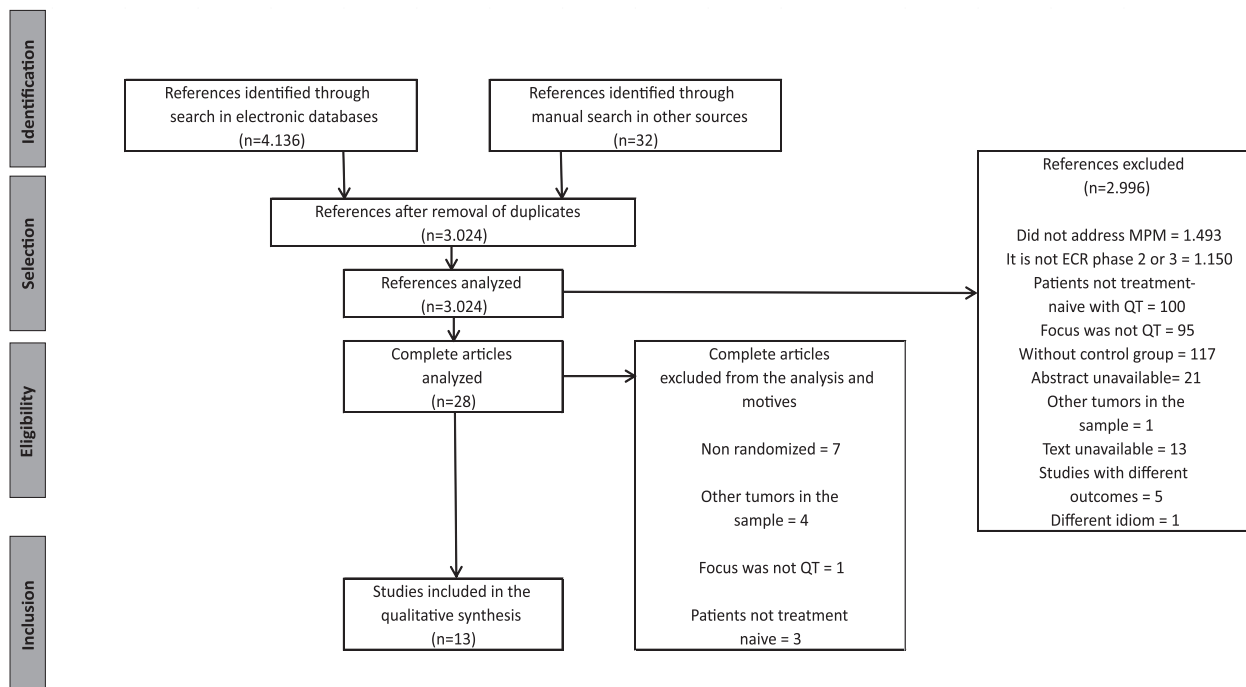 Identification
References identified through
search in electronic databases
(n=4.136)
References identified through
manual search in other sources
(n=32)
Selection
References after removal of duplicates
(n=3.024)
References analyzed
(n=3.024)
References excluded
(n=2.996)
Did not address MPM = 1.493
It is not ECR phase 2 or 3 = 1.150
Patients not treatment-
naive with QT = 100
Focus was not QT = 95
Without control group = 117
Abstract unavailable= 21
Other tumors in the
sample = 1
Text unavailable = 13
Studies with different
outcomes = 5
Different idiom = 1
Eligibility
Complete articles
analyzed
(n=28)
Complete articles
excluded from the analysis and
motives
Non randomized = 7
Other tumors in the
sample = 4
Focus was not QT = 1
Patients not treatment
naive = 3
Inclusion
Studies included in the
qualitative synthesis
(n=13)